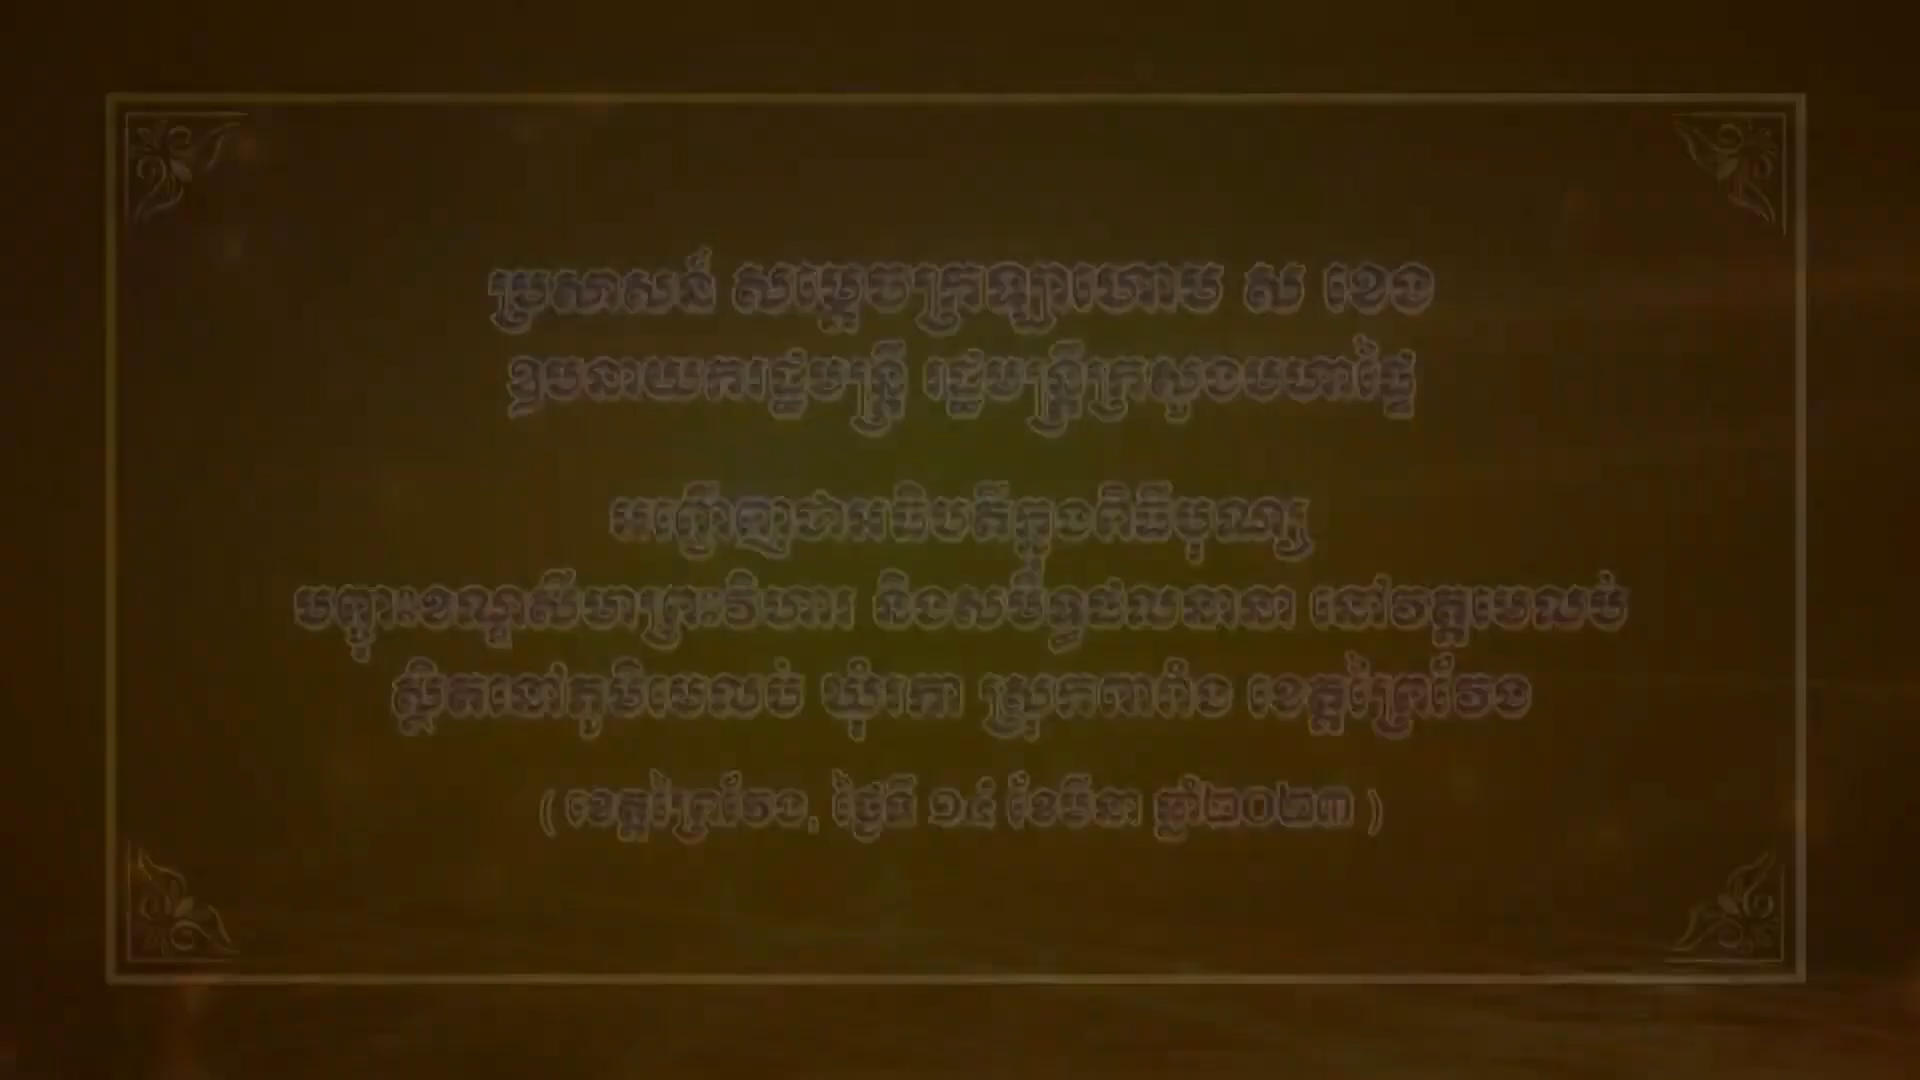 ប្រសាសន៍ សម្ដេចក្រឡាហោម ស ខេង
ឧបនាយករដ្ឋមន្ត្រី រដ្ឋមន្ត្រីក្រសួងមហាផ្ទៃ
អញ្ជើញជាអធិបតីក្នុងពិធីបុណ្យ
បញ្ចុះខណ្ឌសីមាព្រះវិហារ និងសមិទ្ធផលនានា នៅវត្តមេសរប់
ស្ថិតនៅភូមិមេសរប់ ឃុំរកា ស្រុកពារាំង ខេត្តព្រៃវែង
( ខេត្តព្រៃវែង, ថ្ងៃទី ១៤ ខែមីនា ឆ្នាំ២០២៣ )